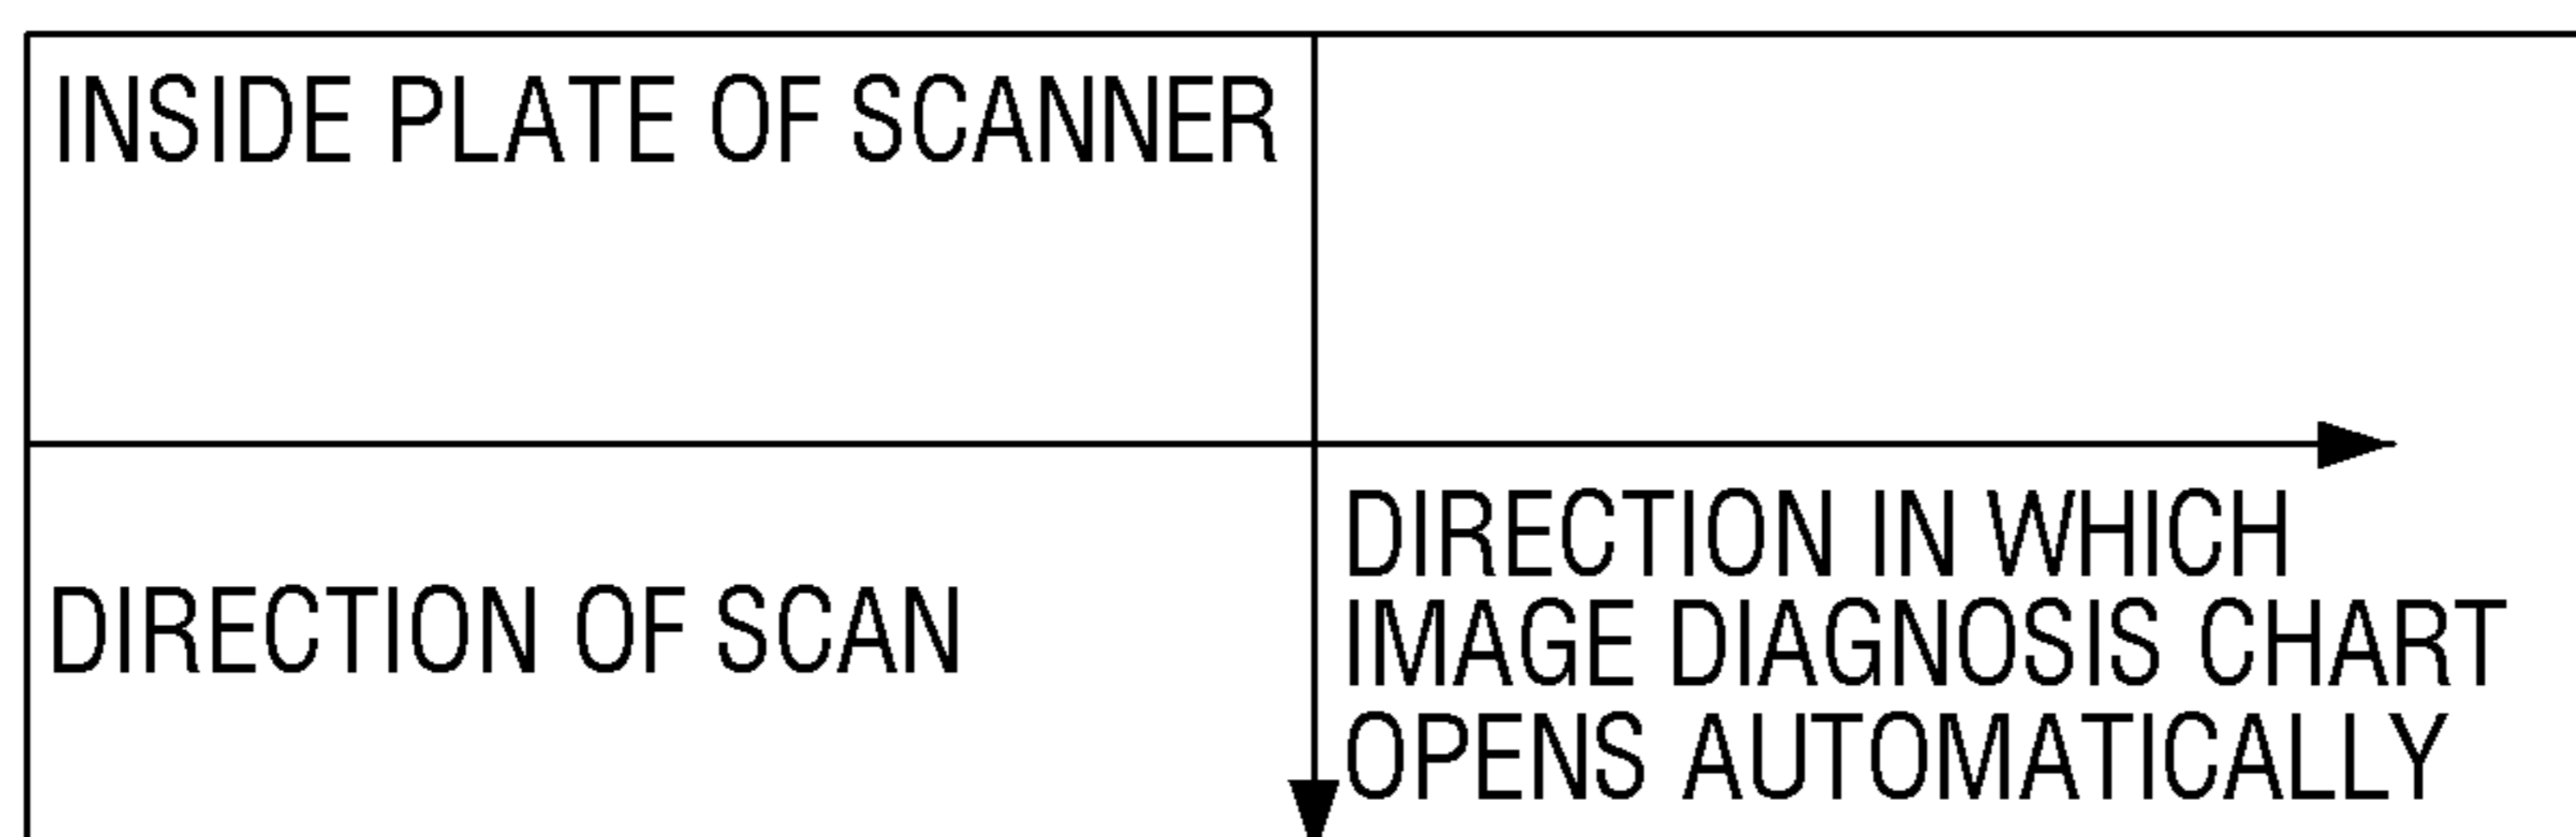 INSIDE PLATE OF SCANNER
DIRECTION OF SCAN
DIRECTION IN WHICH
IMAGE DIAGNOSIS CHART
OPENS AUTOMATICALLY